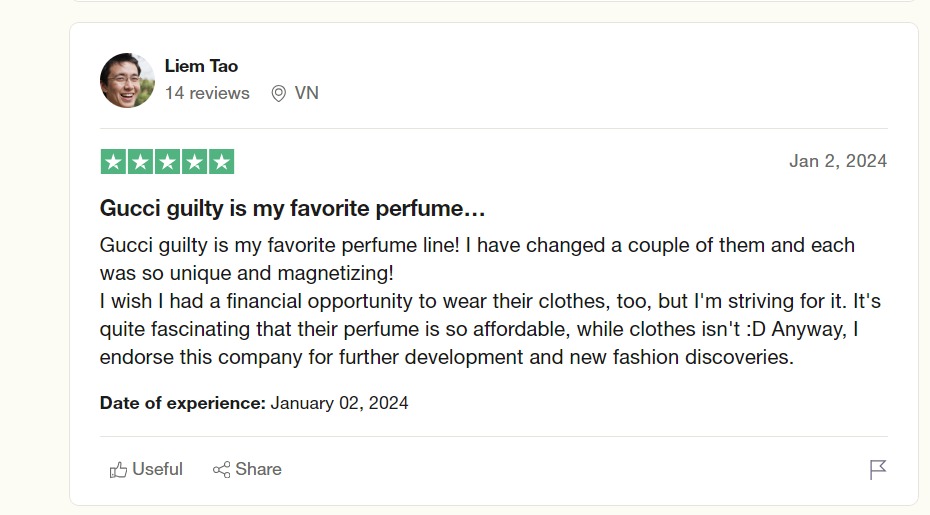 Liem Tao
14 reviews VN
Jan 2, 2024
Gucci guilty is my favorite perfume…
Gucci guilty is my favorite perfume line! I have changed a couple of them and each
was so unique and magnetizing!
I wish I had a financial opportunity to wear their clothes, too, but I'm striving for it. It's
quite fascinating that their perfume is so affordable, while clothes isn't :D Anyway, I
endorse this company for further development and new fashion discoveries.
Date of experience: January 02, 2024
Useful Share